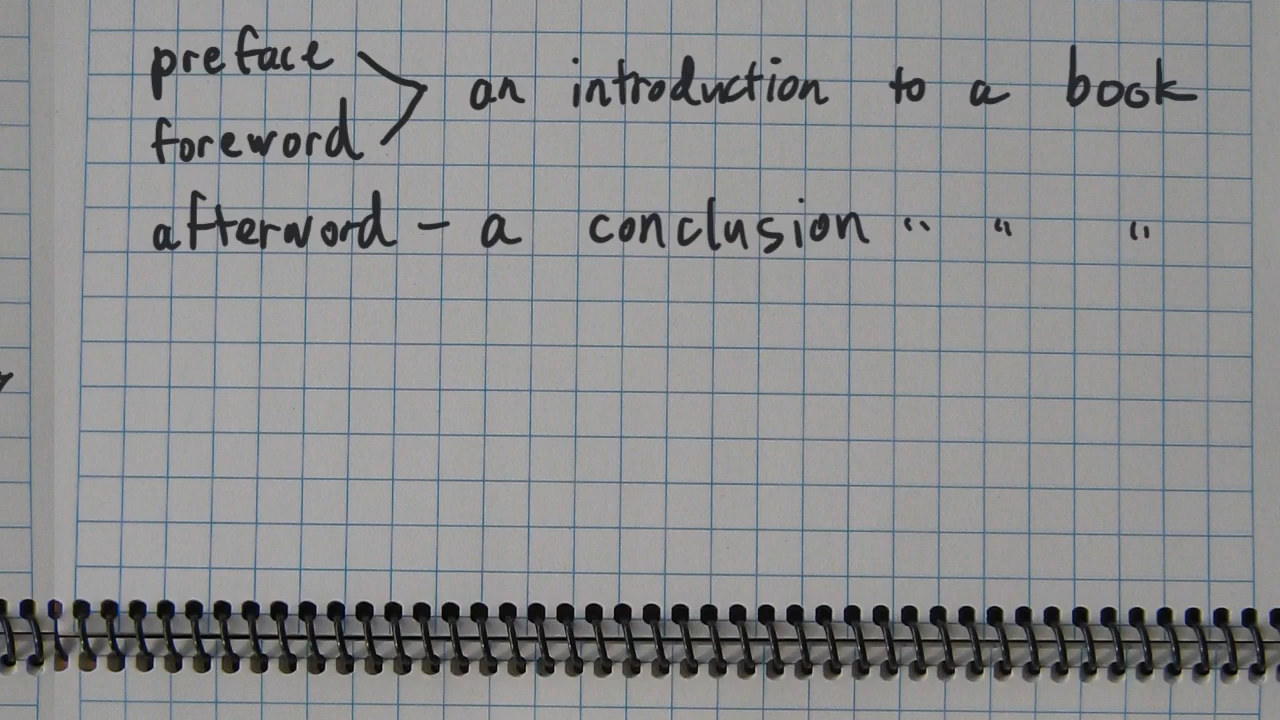 preface
foreword > an introduction to a book
afterword - a conclusion " " "